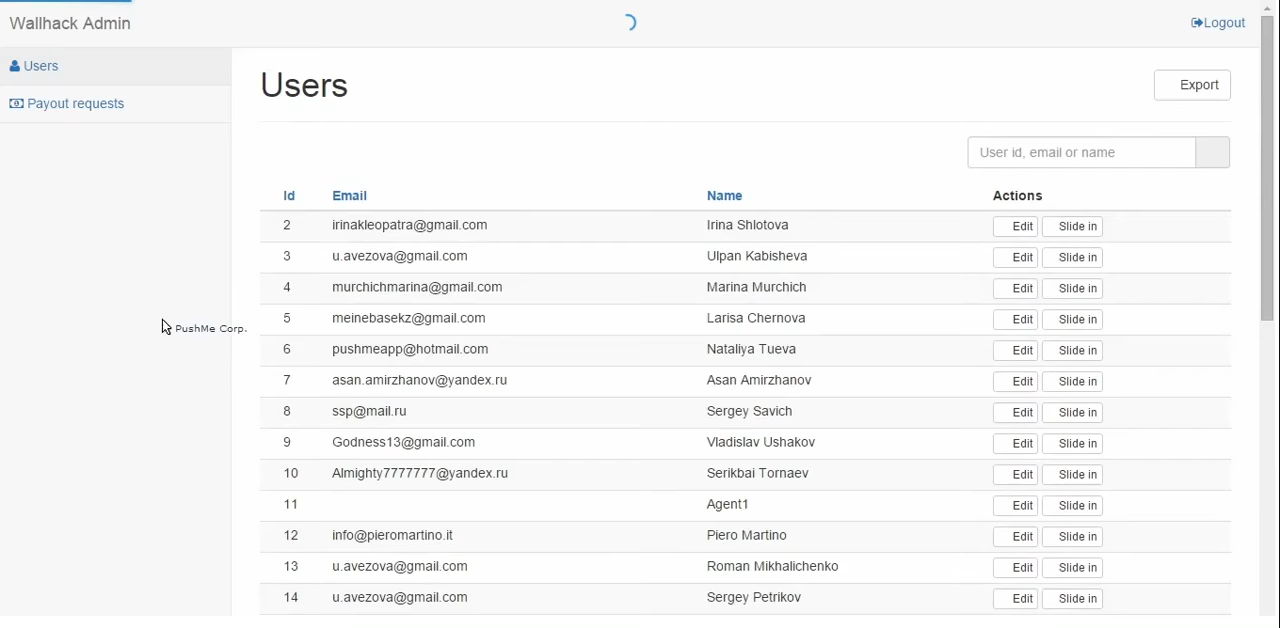 Wallhack Admin
Logout
Users
Payout requests
Users
Export
User id, email or name
Id Email Name Actions
2 irinakleopatra@gmail.com Irina Shlotova Edit Slide in
3 u.avezova@gmail.com Ulpan Kabisheva Edit Slide in
4 murchichmarina@gmail.com Marina Murchich Edit Slide in
5 meinebasekz@gmail.com Larisa Chernova Edit Slide in
PushMe Corp.
6 pushmeapp@hotmail.com Nataliya Tueva Edit Slide in
7 asan.amirzhanov@yandex.ru Asan Amirzhanov Edit Slide in
8 ssp@mail.ru Sergey Savich Edit Slide in
9 Godness13@gmail.com Vladislav Ushakov Edit Slide in
10 Almighty7777777@yandex.ru Serikbai Tornaev Edit Slide in
11 Agent1 Edit Slide in
12 info@pieromartino.it Piero Martino Edit Slide in
13 u.avezova@gmail.com Roman Mikhalichenko Edit Slide in
14 u.avezova@gmail.com Sergey Petrikov Edit Slide in